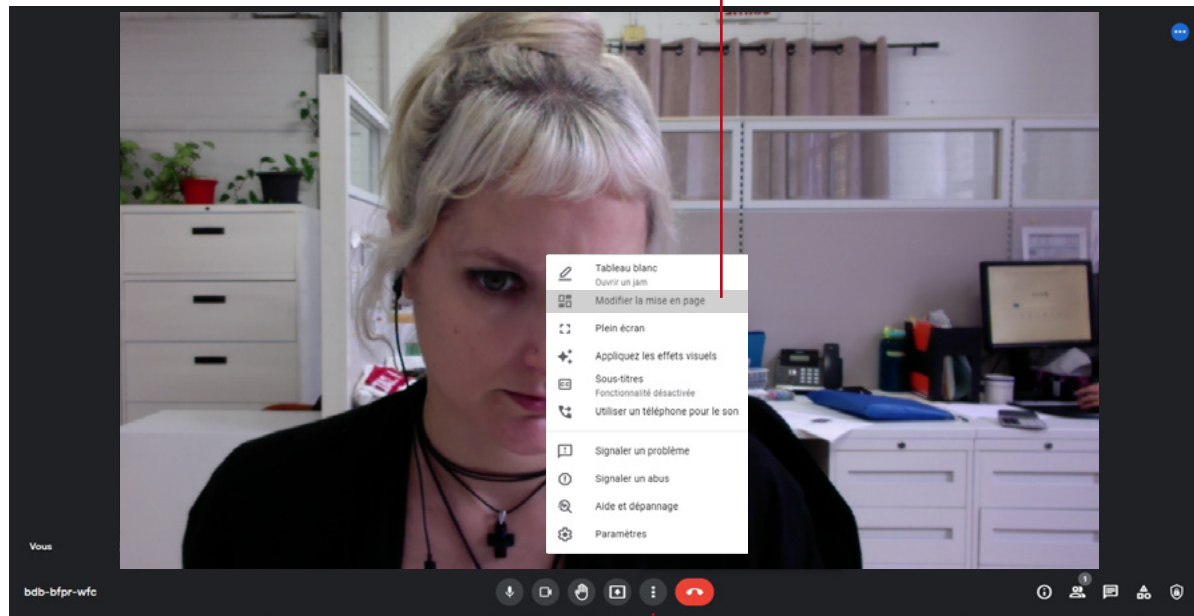 Tableau blanc
Ouvrir un jam
Modifier la mise en page
Plein écran
Appliquez les effets visuels
CC
Sous-titres
Fonctionnalité désactivée
Utiliser un téléphone pour le son
Signaler un problème
Signaler un abus
Aide et dépannage
Paramètres
Vous
bdb-bfpr-wfc
1